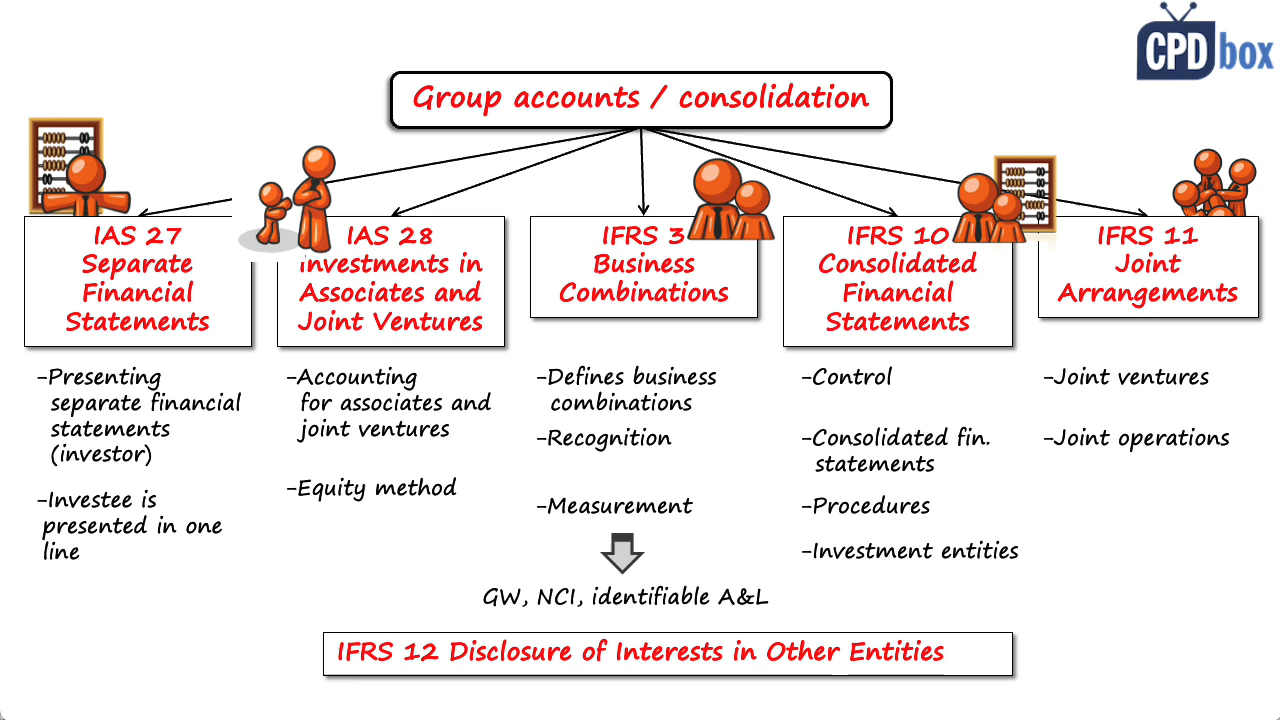 CPD box
Group accounts / consolidation
IAS 27
Separate
Financial
Statements
-Presenting
separate financial
statements
(investor)
-Investee is
presented in one
line
IAS 28
Investments in
Associates and
Joint Ventures
-Accounting
for associates and
joint ventures
-Equity method
IFRS 3
Business
Combinations
-Defines business
combinations
-Recognition
-Measurement
GW, NCI, identifiable A&L
IFRS 10
Consolidated
Financial
Statements
-Control
-Consolidated fin.
statements
-Procedures
-Investment entities
IFRS 11
Joint
Arrangements
-Joint ventures
-Joint operations
IFRS 12 Disclosure of Interests in Other Entities